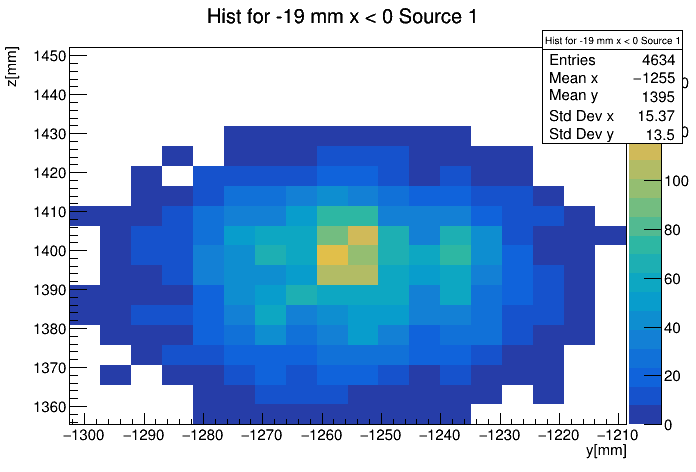 Hist for -19 mm x < 0 Source 1
z[mm]
Hist for -19 mm x < 0 Source 1
Entries 4634
Mean x −1255
Mean y 1395
Std Dev x 15.37
Std Dev y 13.5
1450
1440
1430
1420
1410
1400
1390
1380
1370
1360
100
80
60
40
20
0
−1300 −1290 −1280 −1270 −1260 −1250 −1240 −1230 −1220 −1210
y[mm]